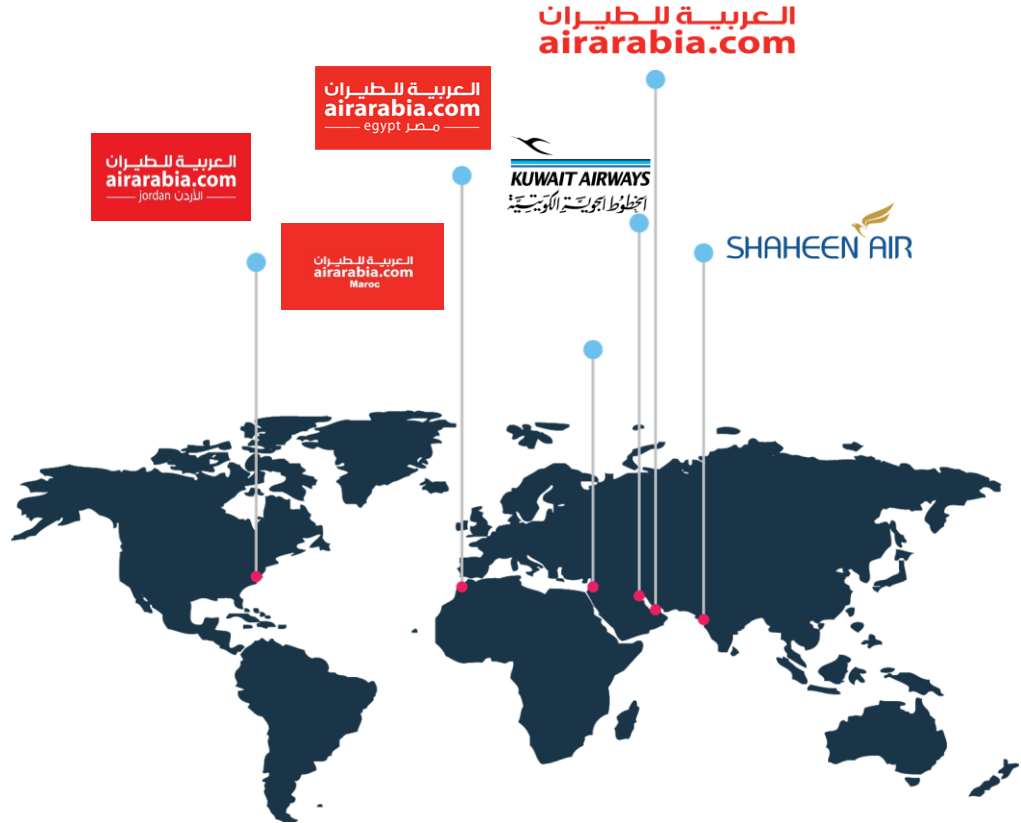 العربية للطيران
airarabia.com
العربية للطيران
airarabia.com
egypt مصر
العربية للطيران
airarabia.com
jordan الأردن
KUWAIT AIRWAYS
الخطوط الجوية الكويتية
SHAHEEN AIR
العربية للطيران
airarabia.com
Maroc